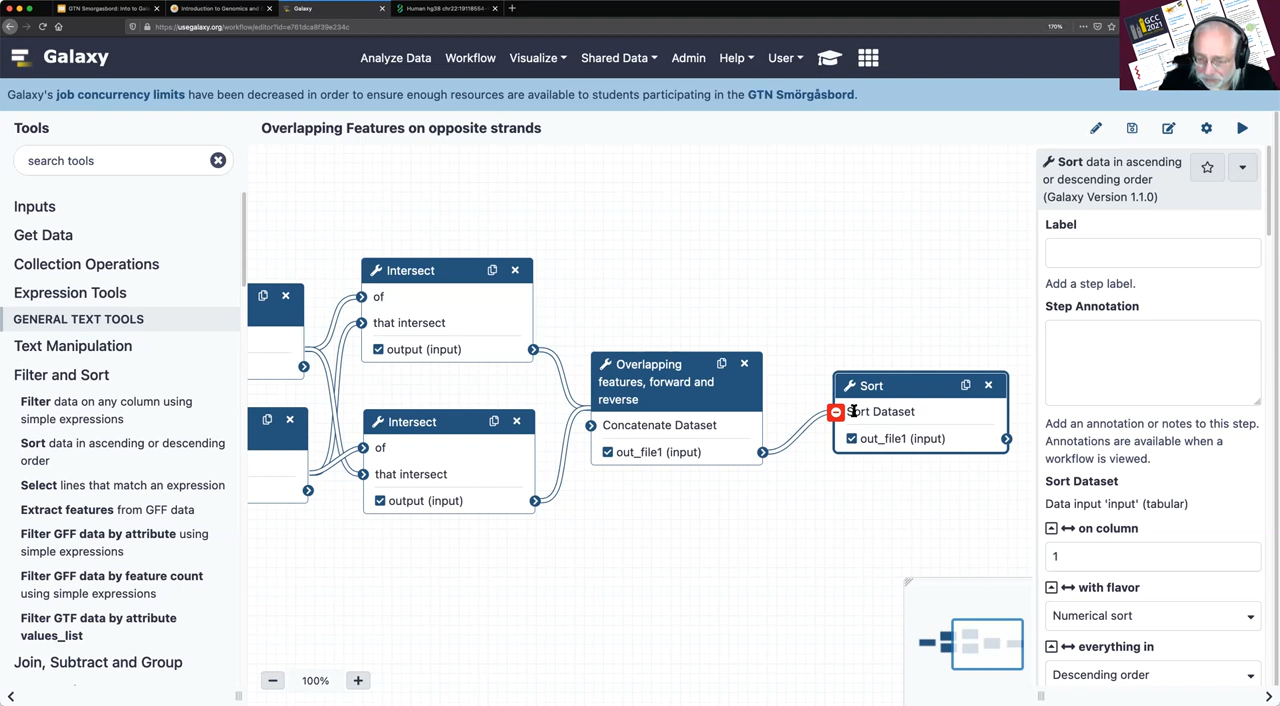 GTN Smorgasbord: Into to Gala
Introduction to Genomics and
Galaxy
Human hg38 chr22:19118554-
https://usegalaxy.org/workflow/editor?id=e761dca8f39e234c
170%
GCC
2021
Galaxy
Analyze Data
Workflow
Visualize
Shared Data
Admin
Help
User
Galaxy's job concurrency limits have been decreased in order to ensure enough resources are available to students participating in the GTN Smörgåsbord.
Tools
search tools
Inputs
Get Data
Collection Operations
Expression Tools
GENERAL TEXT TOOLS
Text Manipulation
Filter and Sort
Filter data on any column using
simple expressions
Sort data in ascending or descending
order
Select lines that match an expression
Extract features from GFF data
Filter GFF data by attribute using
simple expressions
Filter GFF data by feature count
using simple expressions
Filter GTF data by attribute
values_list
Join, Subtract and Group
Overlapping Features on opposite strands
Intersect
of
that intersect
output (input)
Intersect
of
that intersect
output (input)
Overlapping
features, forward and
reverse
Concatenate Dataset
out_file1 (input)
Sort
Sort Dataset
out_file1 (input)
100%
Sort data in ascending
or descending order
(Galaxy Version 1.1.0)
Label
Add a step label.
Step Annotation
Add an annotation or notes to this step.
Annotations are available when a
workflow is viewed.
Sort Dataset
Data input 'input' (tabular)
on column
1
with flavor
Numerical sort
everything in
Descending order